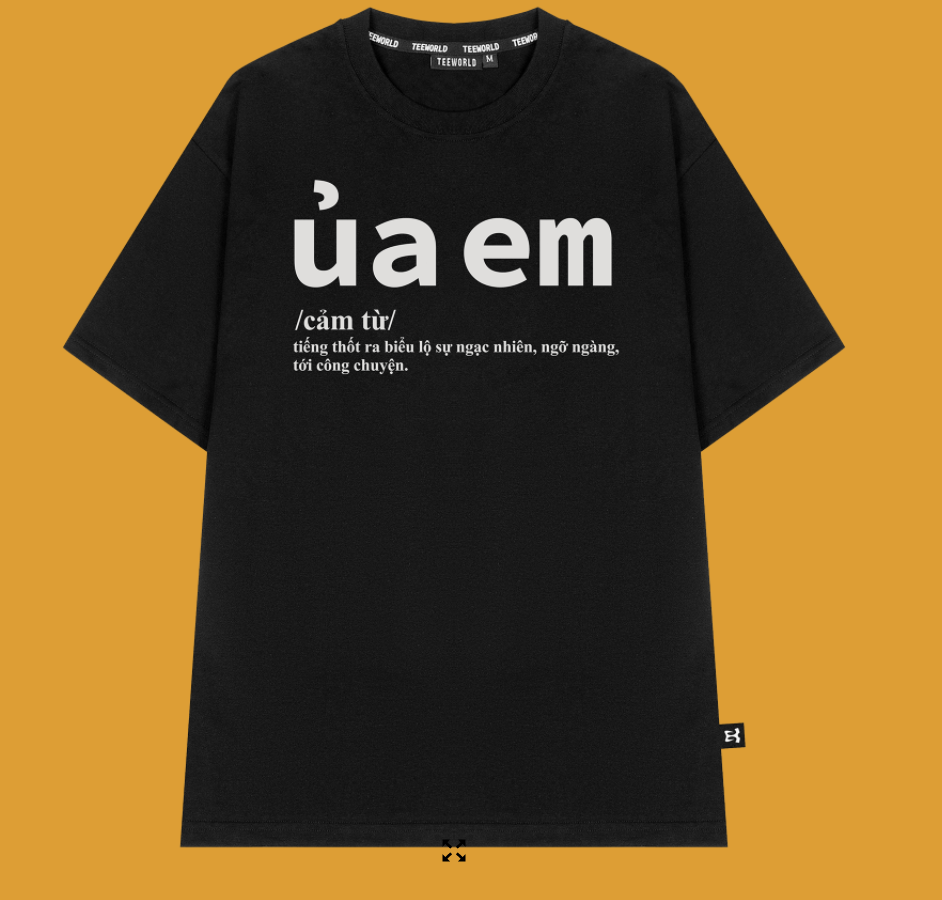 TEEWORLD TEEWORLD TEEWORLD TEEWORLD
TEEWORLD M
ủa em
/cảm từ/
tiếng thốt ra biểu lộ sự ngạc nhiên, ngỡ ngàng,
tới công chuyện.